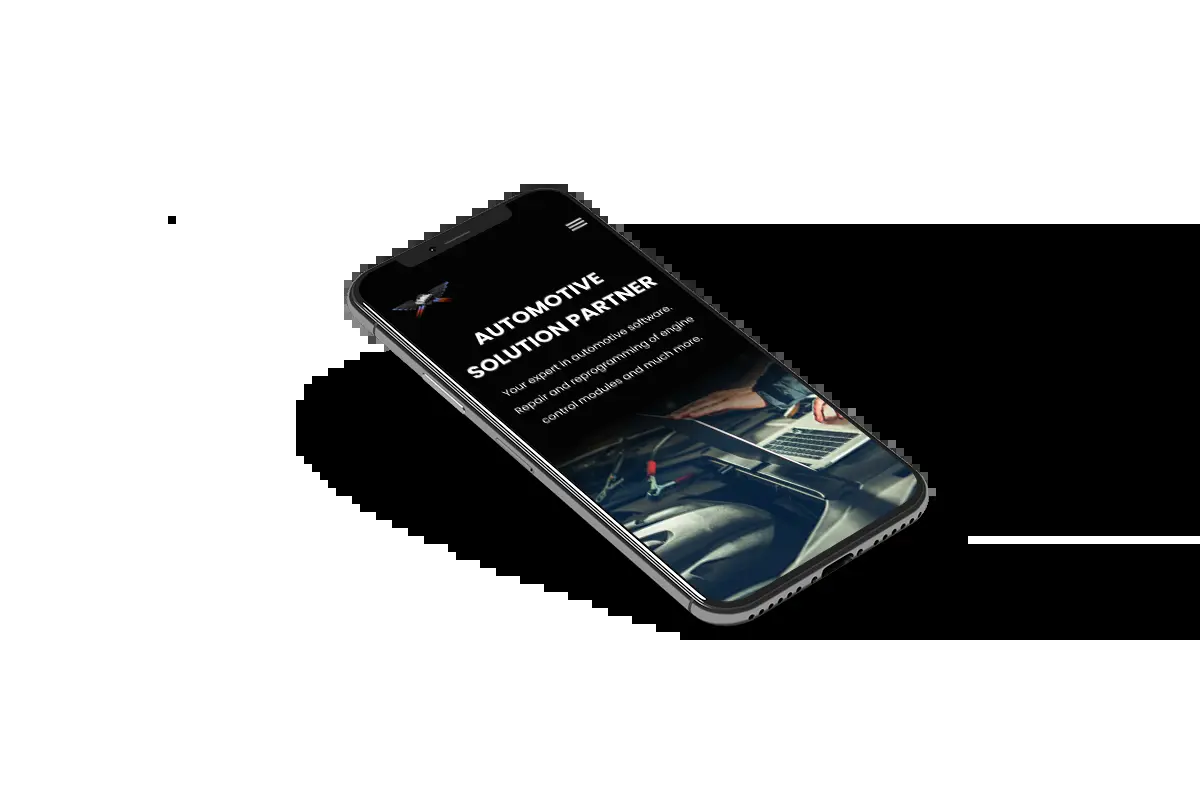 AUTOMOTIVE
SOLUTION PARTNER
Your expert in automotive software.
Repair and reprogramming of engine
control modules and much more.